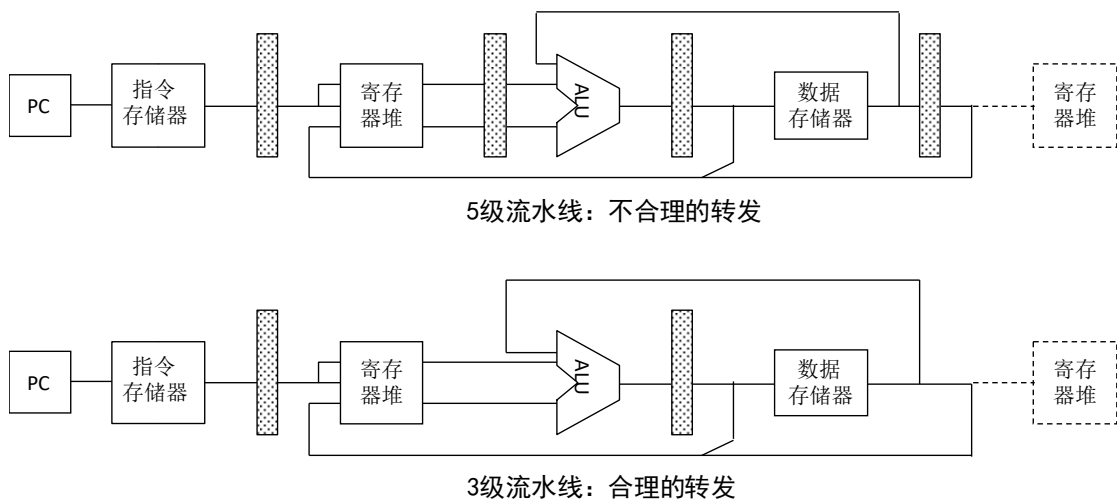 PC
指令
存储器
寄存
器堆
ALU
数据
存储器
寄存
器堆
5级流水线：不合理的转发
PC
指令
存储器
寄存
器堆
ALU
数据
存储器
寄存
器堆
3级流水线：合理的转发